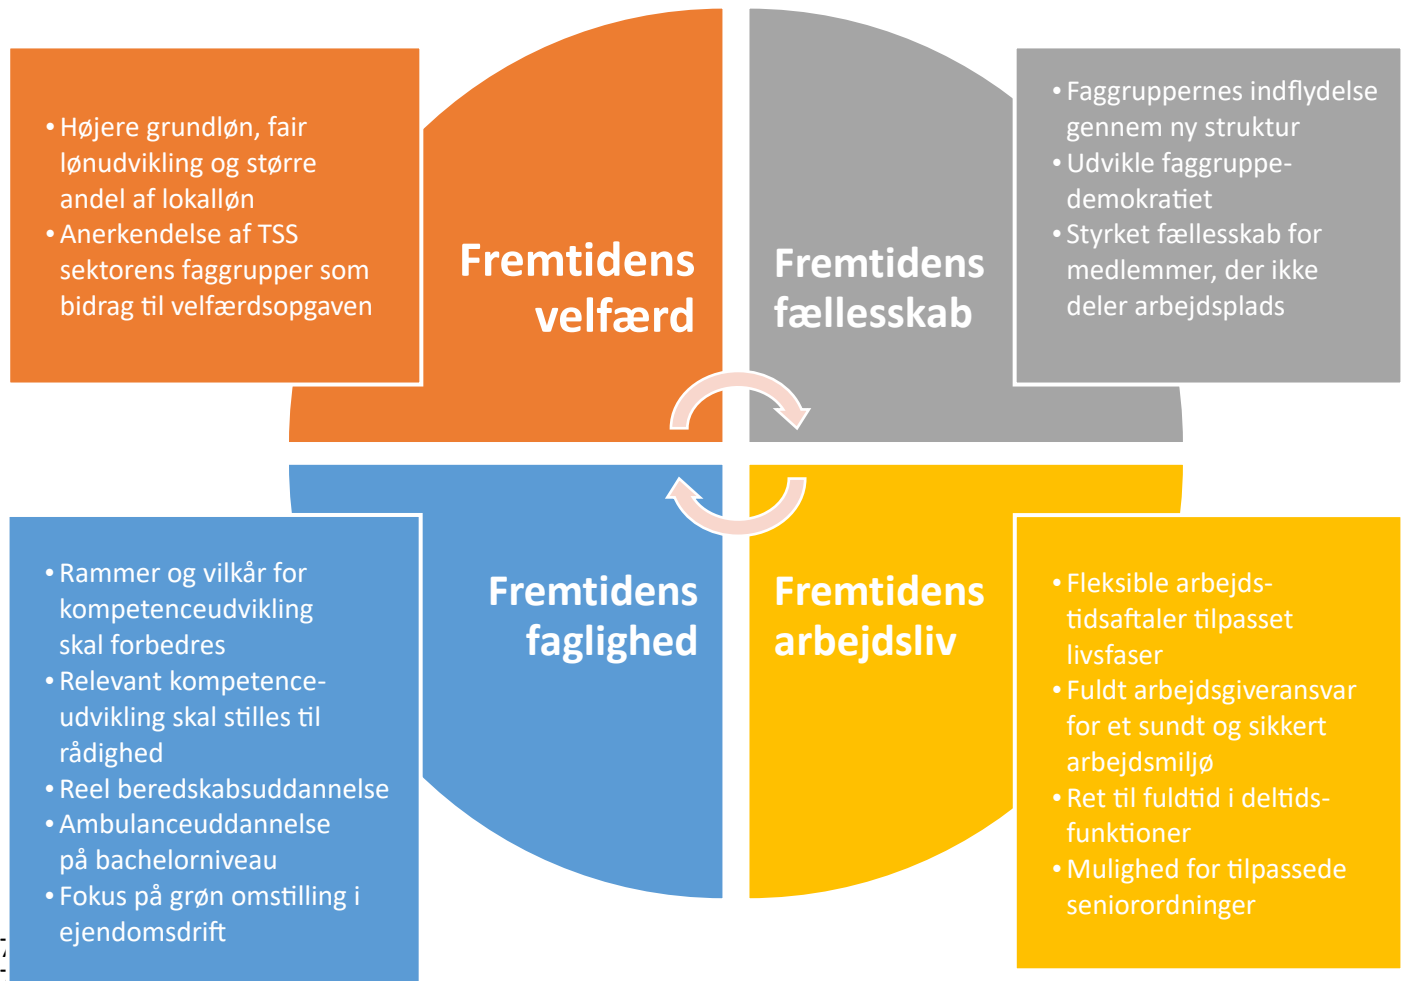 • Højere grundløn, fair
lønudvikling og større
andel af lokalløn
• Anerkendelse af TSS
sektorens faggrupper som
bidrag til velfærdsopgaven
Fremtidens
velfærd
Fremtidens
fællesskab
• Faggruppernes indflydelse
gennem ny struktur
• Udvikle faggruppe-
demokratiet
• Styrket fællesskab for
medlemmer, der ikke
deler arbejdsplads
• Rammer og vilkår for
kompetenceudvikling
skal forbedres
• Relevant kompetence-
udvikling skal stilles til
rådighed
• Reel beredskabsuddannelse
• Ambulanceuddannelse
på bachelorniveau
• Fokus på grøn omstilling i
ejendomsdrift
Fremtidens
faglighed
Fremtidens
arbejdsliv
• Fleksible arbejds-
tidsaftaler tilpasset
livsfaser
• Fuldt arbejdsgiveransvar
for et sundt og sikkert
arbejdsmiljø
• Ret til fuldtid i deltids-
funktioner
• Mulighed for tilpassede
seniorordninger